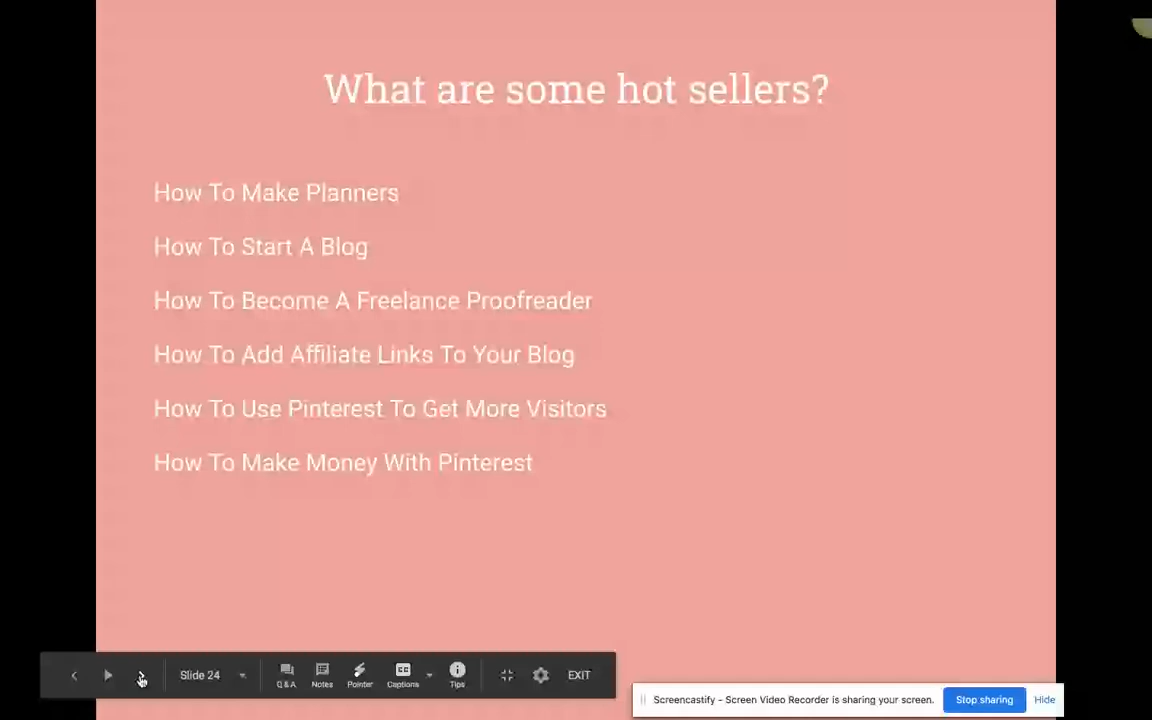 What are some hot sellers?
How To Make Planners
How To Start A Blog
How To Become A Freelance Proofreader
How To Add Affiliate Links To Your Blog
How To Use Pinterest To Get More Visitors
How To Make Money With Pinterest
Slide 24
Q & A
Notes
Pointer
CC
Captions
Tips
EXIT
Screencastify - Screen Video Recorder is sharing your screen.
Stop sharing
Hide